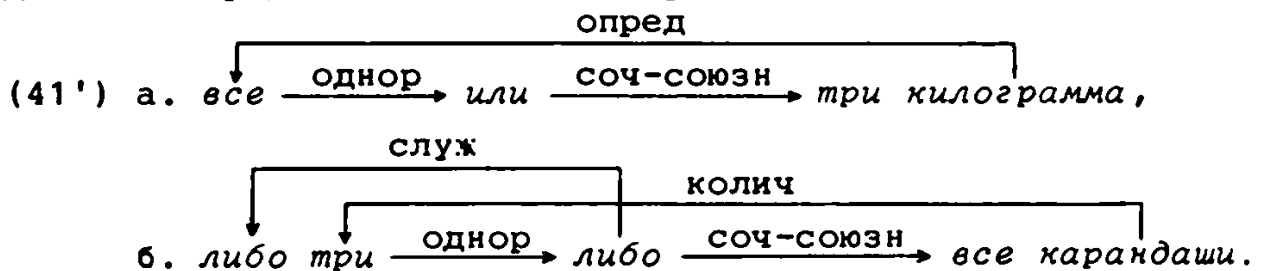 опред
(41') а. все однор или соч-союзн три килограмма,
служ
колич
б. либо три однор либо соч-союзн все карандаши.